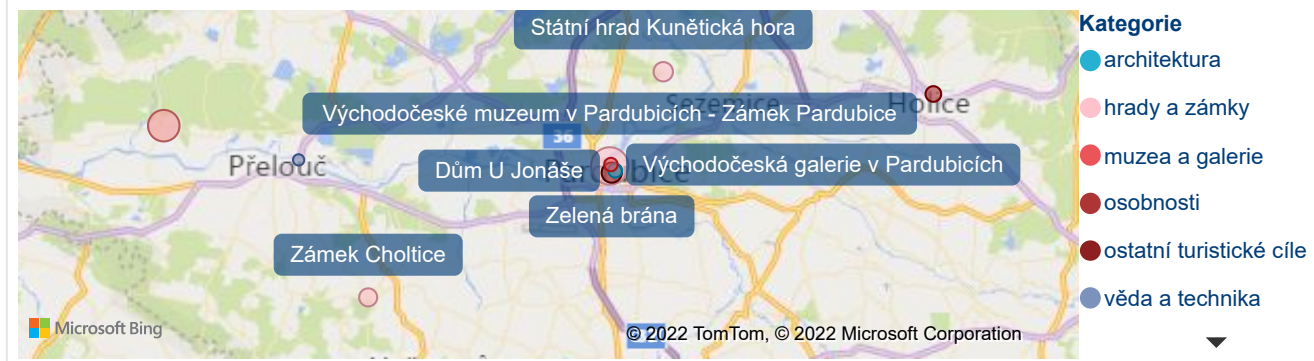 Státní hrad Kunětická hora
Sezemice
Holice
Východočeské muzeum v Pardubicích - Zámek Pardubice
36
Přelouč
Dům U Jonáše
Východočeská galerie v Pardubicích
Zelená brána
Zámek Choltice
Microsoft Bing
© 2022 TomTom, © 2022 Microsoft Corporation
Kategorie
architektura
hrady a zámky
muzea a galerie
osobnosti
ostatní turistické cíle
věda a technika